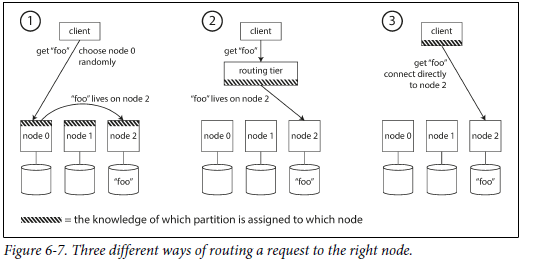 1
client
get “foo”
choose node 0
randomly
“foo” lives on node 2
node 0
node 1
node 2
“foo”
2
client
get “foo”
routing tier
“foo” lives on node 2
node 0
node 1
node 2
“foo”
3
client
get “foo”
connect directly
to node 2
node 0
node 1
node 2
“foo”
= the knowledge of which partition is assigned to which node
Figure 6-7. Three different ways of routing a request to the right node.